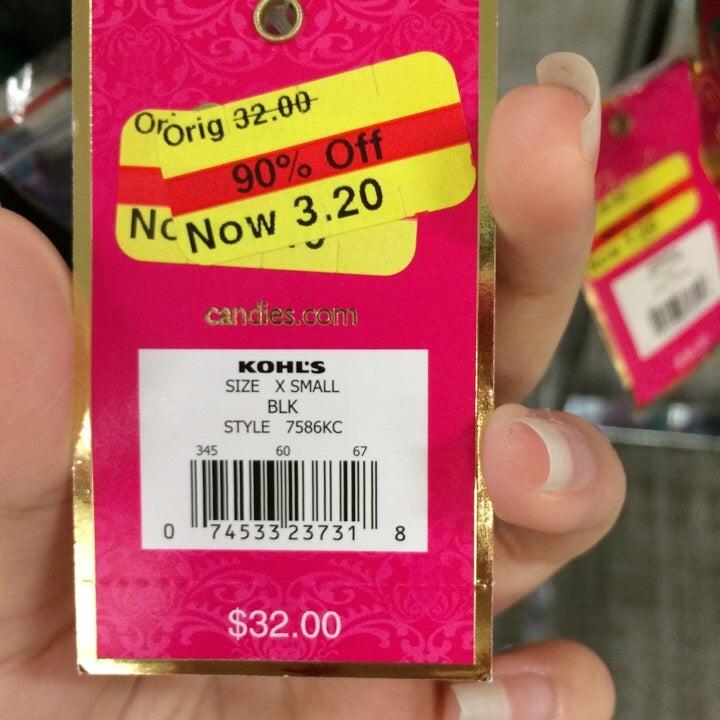 Orig 32.00
90% Off
Now 3.20
candies.com
KOHL'S
SIZE X SMALL
BLK
STYLE 7586KC
345 60 67
0 74533 23731 8
$32.00